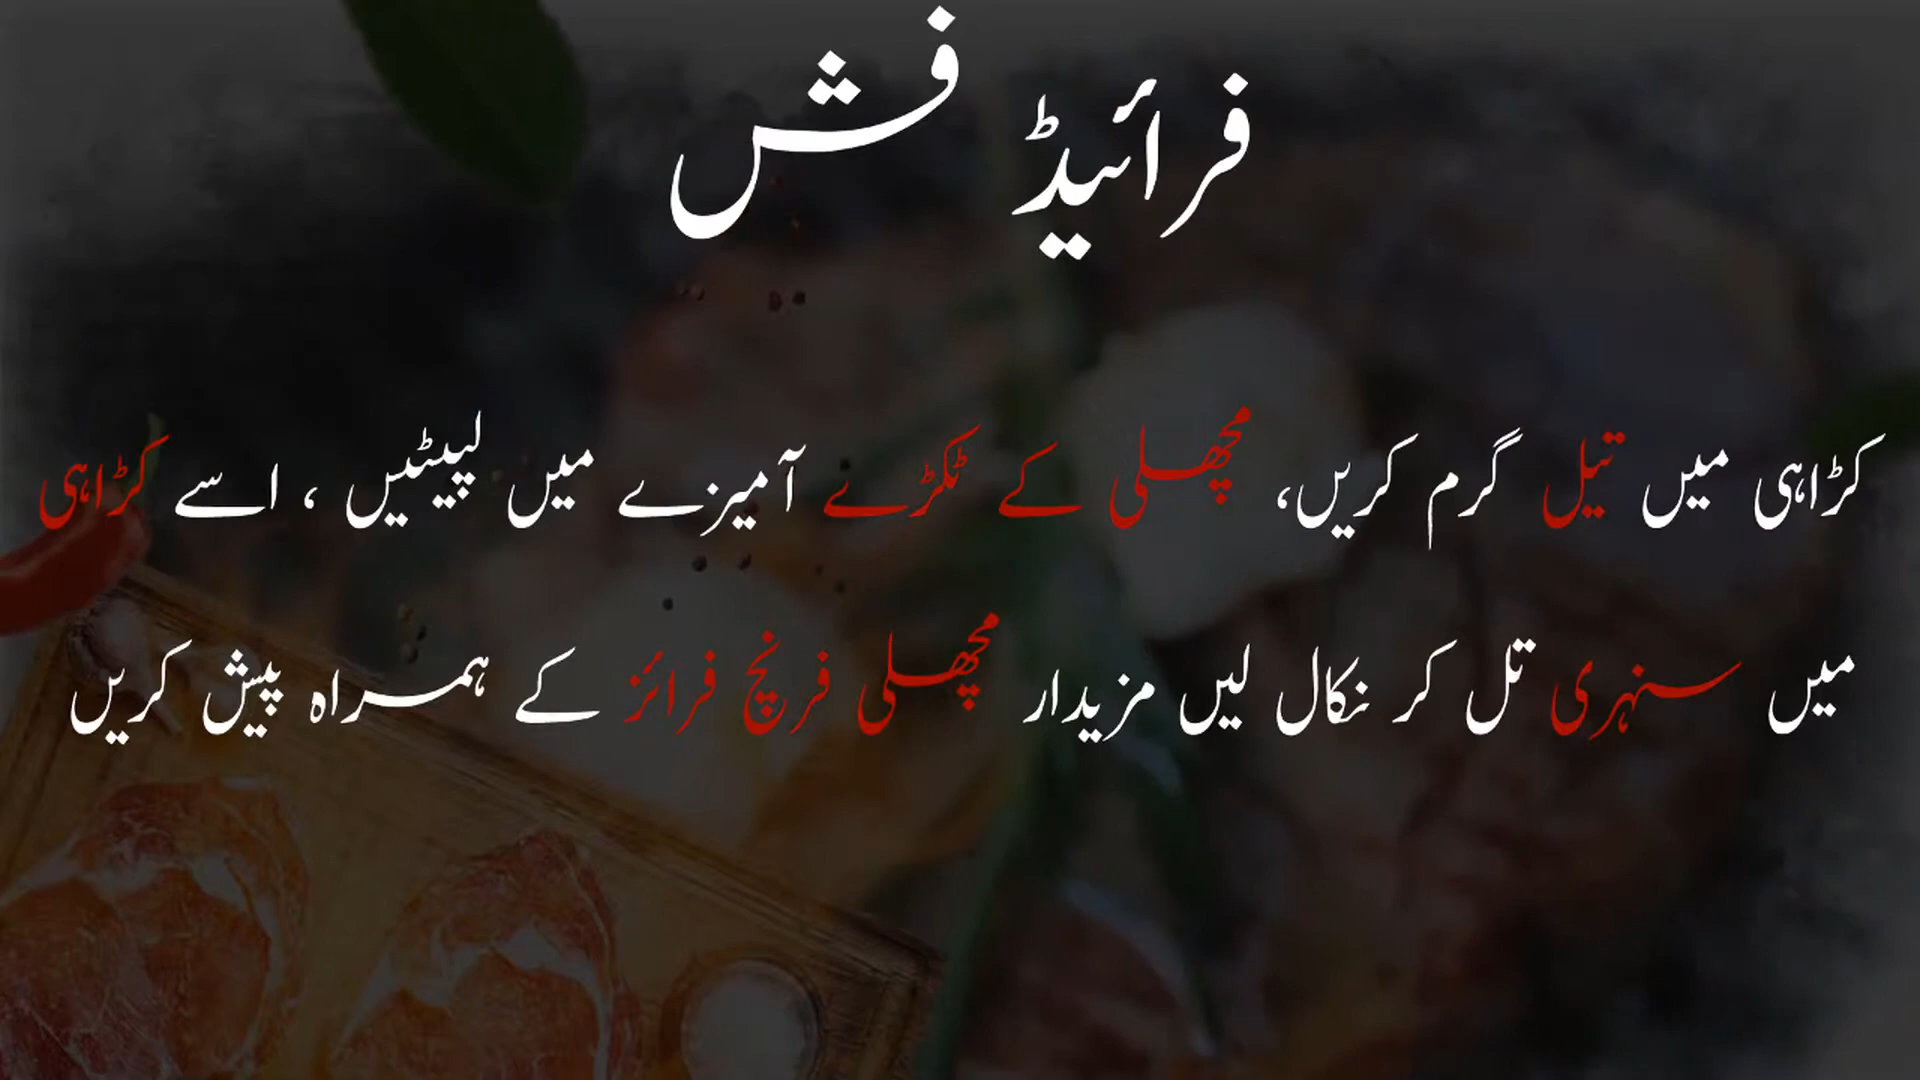 فرائیڈ فش
کڑاہی میں تیل گرم کریں، مچھلی کے ٹکڑے آمیزے میں لپیٹیں ، اسے کڑاہی
میں سنہری تل کر نکال لیں مزیدار مچھلی فرنچ فرائز کے ہمراہ پیش کریں